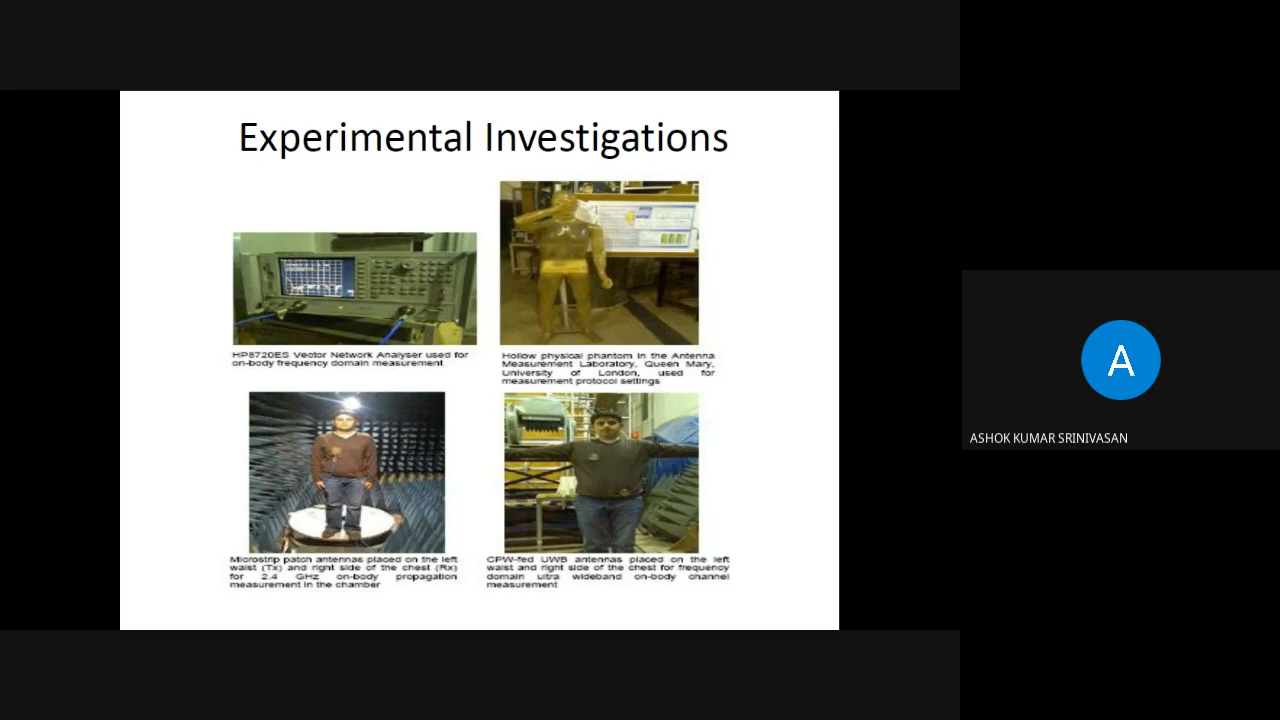 Experimental Investigations
HP8720ES Vector Network Analyser used for
on-body frequency domain measurement
Hollow physical phantom in the Antenna
Measurement Laboratory, Queen Mary,
University of London, used for
measurement protocol settings
Microstrip patch antennas placed on the left
waist (Tx) and right side of the chest (Rx)
for 2.4 GHz on-body propagation
measurement in the chamber
CPW-fed UWB antennas placed on the left
waist and right side of the chest for frequency
domain ultra wideband on-body channel
measurement
A
ASHOK KUMAR SRINIVASAN